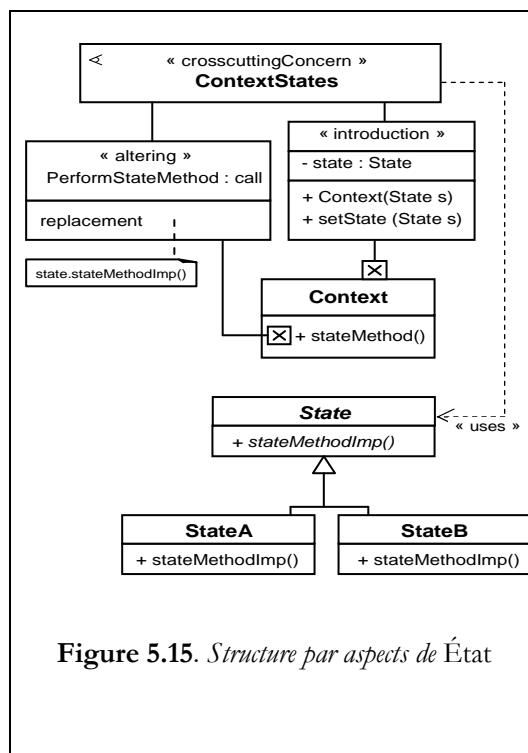 « crosscuttingConcern »
ContextStates
« altering »
PerformStateMethod : call
replacement
state.stateMethodImp()
« introduction »
- state : State
+ Context(State s)
+ setState (State s)
Context
+ stateMethod()
State
+ stateMethodImp()
« uses »
StateA
+ stateMethodImp()
StateB
+ stateMethodImp()
Figure 5.15. Structure par aspects de État